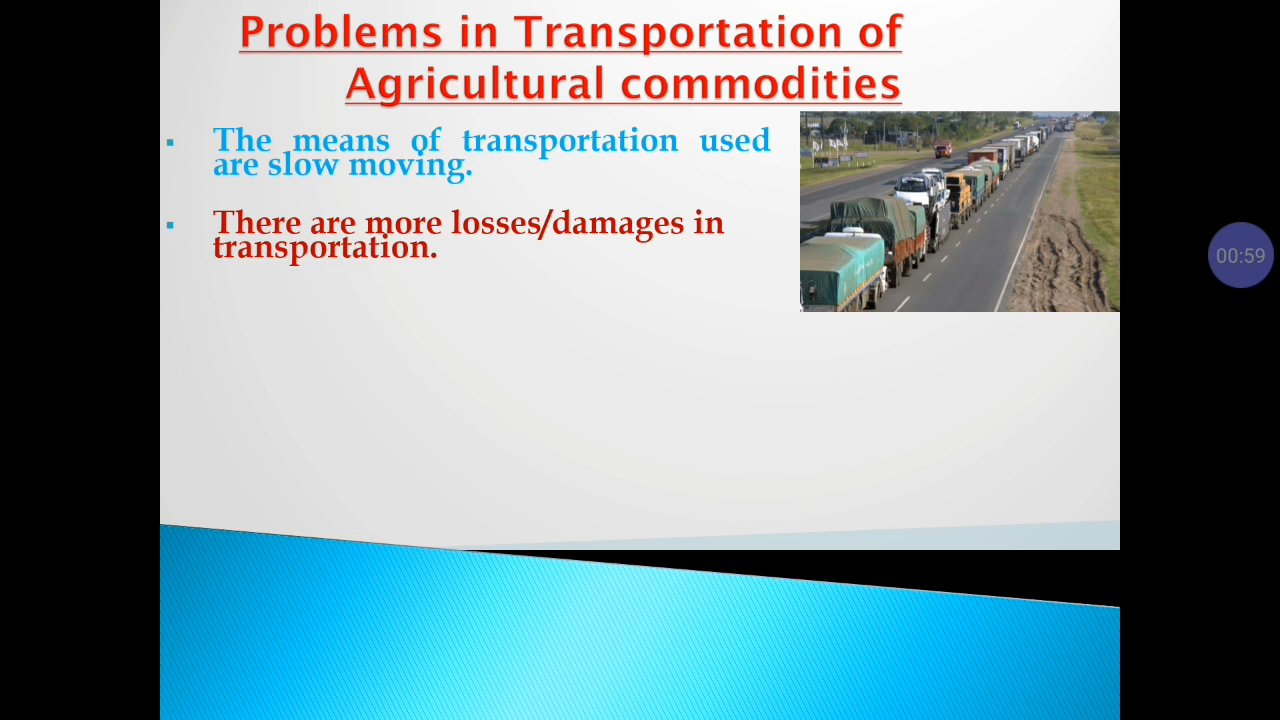 Problems in Transportation of
Agricultural commodities
▪ The means of transportation used
are slow moving.
▪ There are more losses/damages in
transportation.
00:59